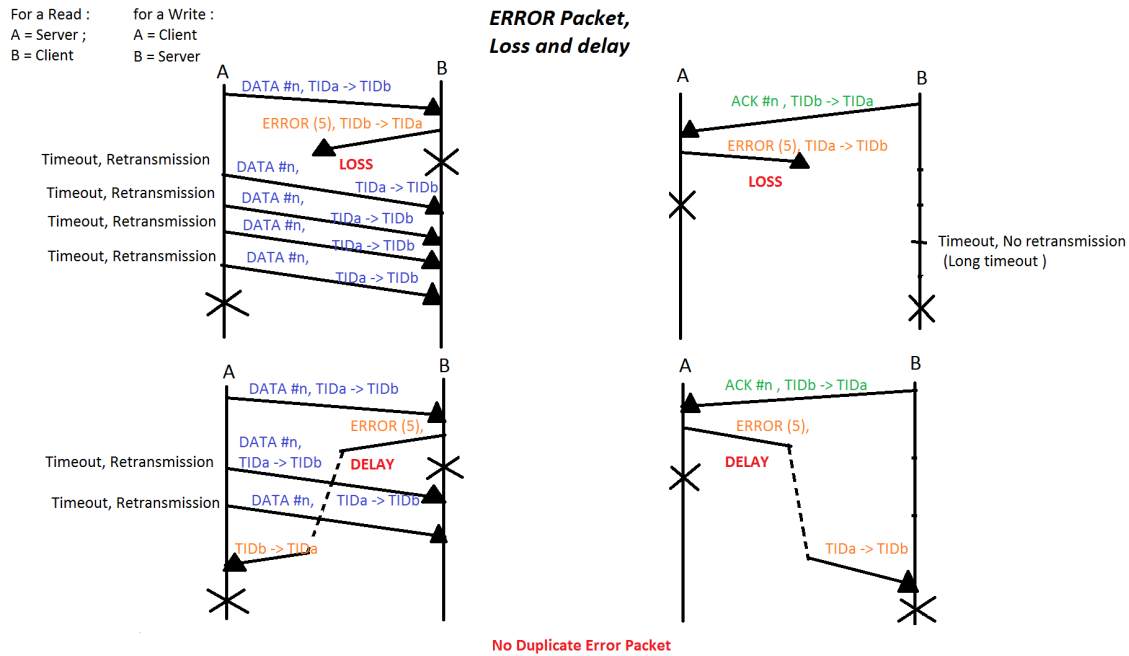 For a Read :
A = Server ;
B = Client
for a Write :
A = Client
B = Server
ERROR Packet,
Loss and delay
A
B
DATA #n, TIDa -> TIDb
ERROR (5), TIDb -> TIDa
LOSS
Timeout, Retransmission
DATA #n,
TIDa -> TIDb
Timeout, Retransmission
DATA #n,
TIDa -> TIDb
Timeout, Retransmission
DATA #n,
TIDa -> TIDb
Timeout, Retransmission
DATA #n,
TIDa -> TIDb
A
B
ACK #n , TIDb -> TIDa
ERROR (5), TIDa -> TIDb
LOSS
Timeout, No retransmission
(Long timeout )
A
B
DATA #n, TIDa -> TIDb
ERROR (5),
DELAY
DATA #n,
Timeout, Retransmission
TIDa -> TIDb
Timeout, Retransmission
DATA #n,
TIDa -> TIDb
TIDb -> TIDa
A
B
ACK #n , TIDb -> TIDa
ERROR (5),
DELAY
TIDa -> TIDb
No Duplicate Error Packet